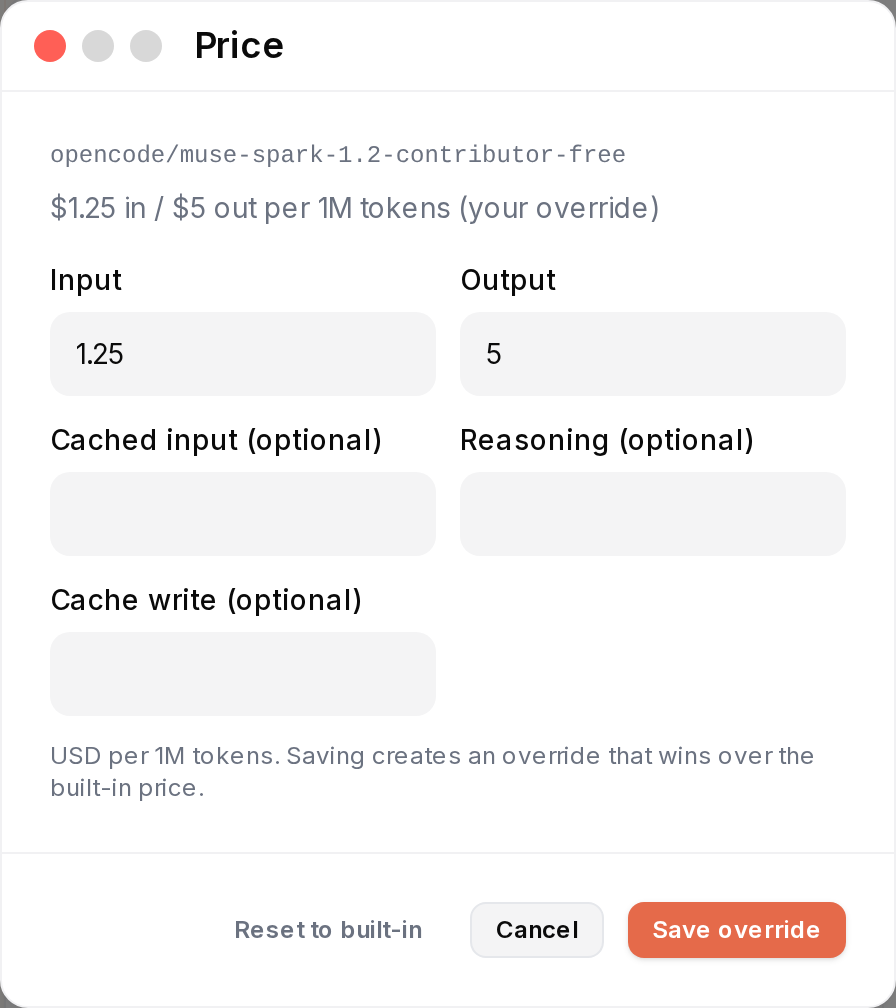 Price
opencode/muse-spark-1.2-contributor-free
$1.25 in / $5 out per 1M tokens (your override)
Input
Output
1.25
5
Cached input (optional)
Reasoning (optional)
Cache write (optional)
USD per 1M tokens. Saving creates an override that wins over the
built-in price.
Reset to built-in
Cancel
Save override